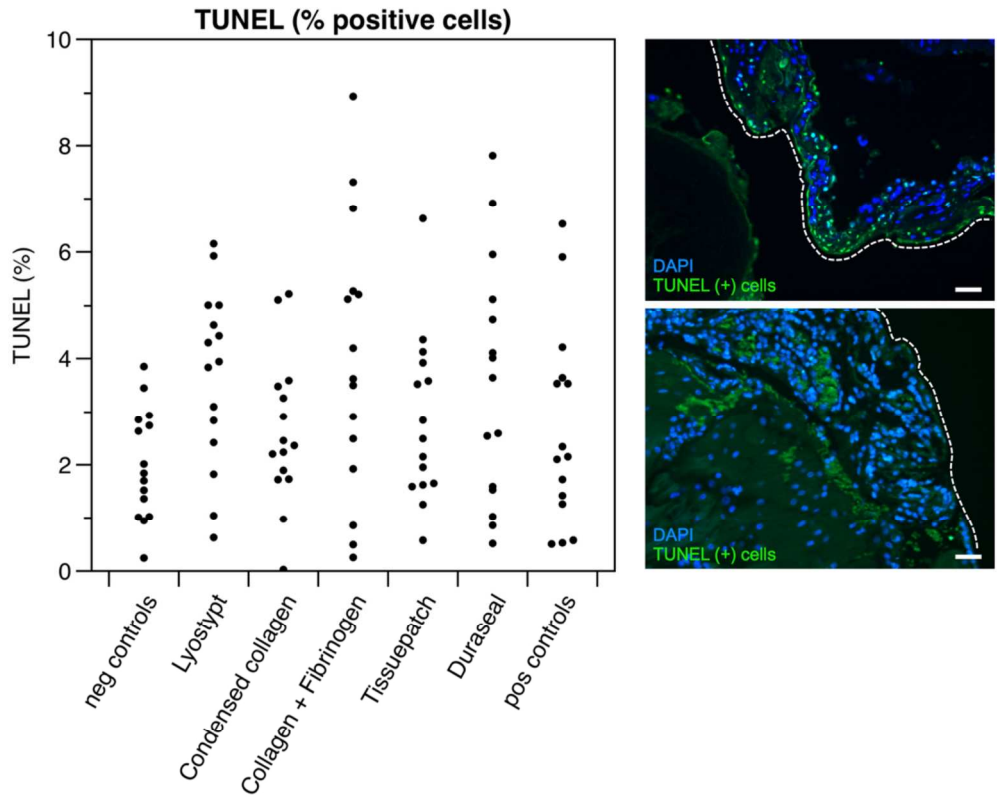 TUNEL (% positive cells)
10
8
6
4
2
0
TUNEL (%)
neg controls
Lyostypt
Condensed collagen
Collagen + Fibrinogen
Tissuepatch
Duraseal
pos controls
DAPI
TUNEL (+) cells
DAPI
TUNEL (+) cells